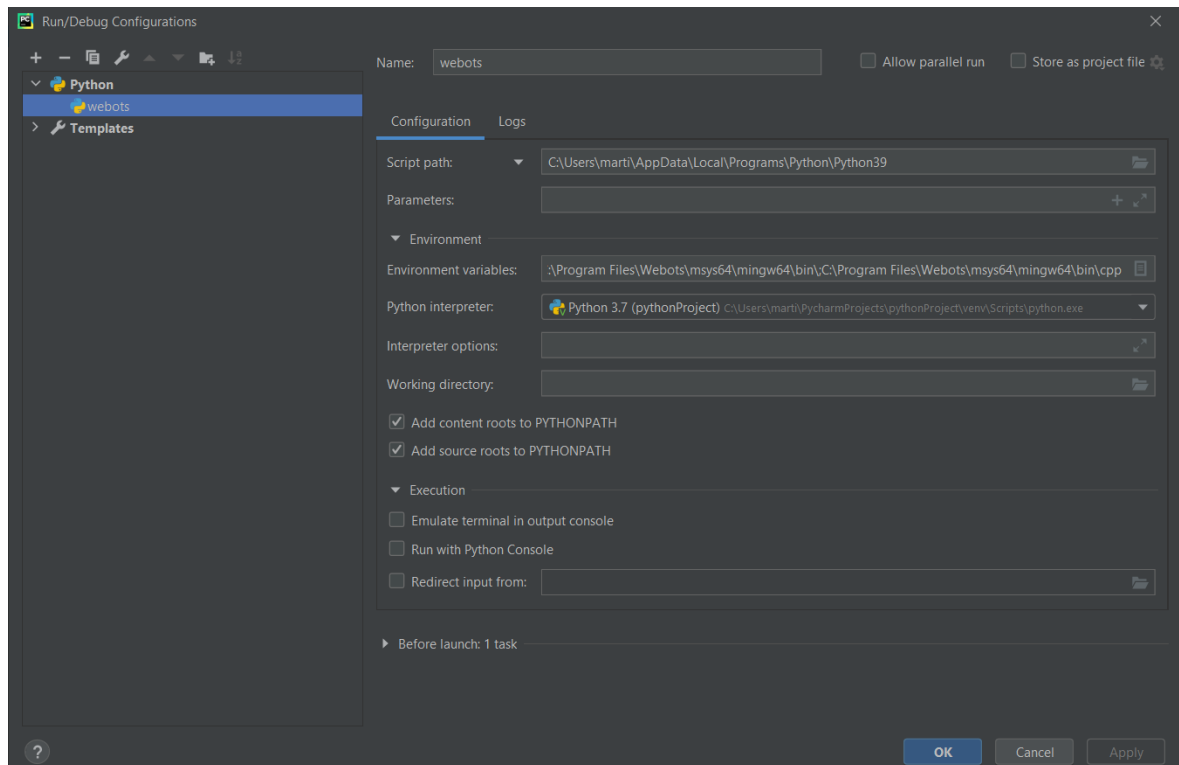 Run/Debug Configurations
Name: webots Allow parallel run Store as project file
Python
webots
Templates
Configuration Logs
Script path: C:\Users\marti\AppData\Local\Programs\Python\Python39
Parameters:
Environment
Environment variables: :\Program Files\Webots\msys64\mingw64\bin\;C:\Program Files\Webots\msys64\mingw64\bin\cpp
Python interpreter: Python 3.7 (pythonProject) C:\Users\marti\PycharmProjects\pythonProject\venv\Scripts\python.exe
Interpreter options:
Working directory:
Add content roots to PYTHONPATH
Add source roots to PYTHONPATH
Execution
Emulate terminal in output console
Run with Python Console
Redirect input from:
Before launch: 1 task
? OK Cancel Apply